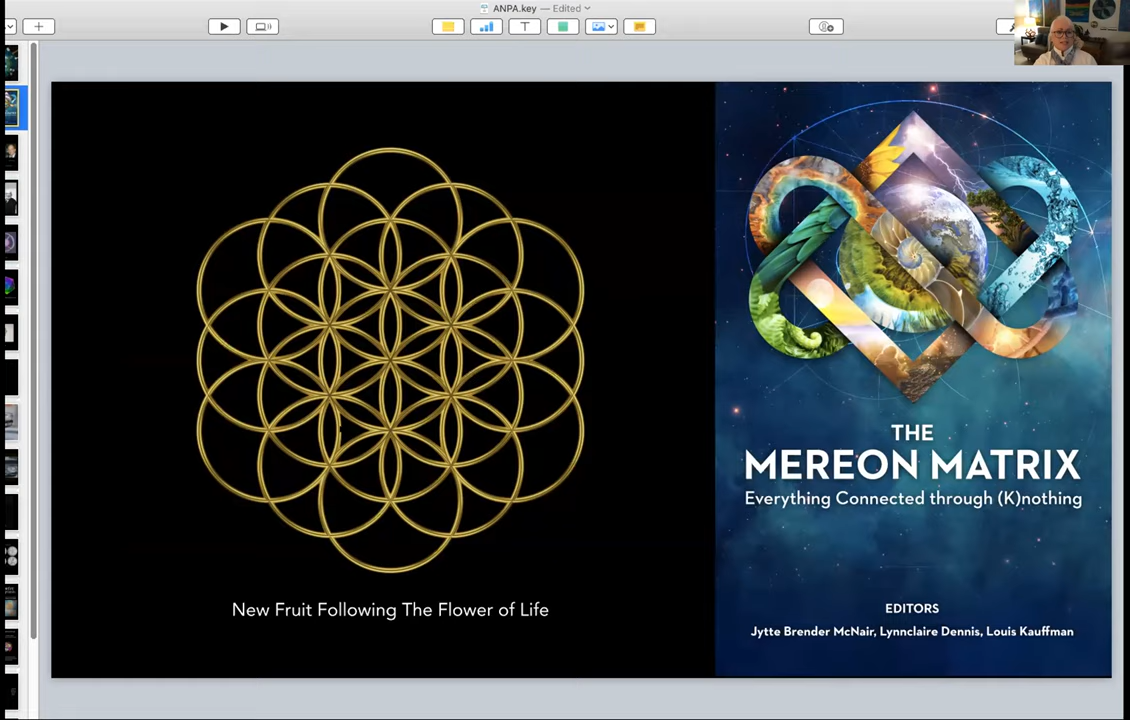 ANPA.key — Edited
New Fruit Following The Flower of Life
THE
MEREON MATRIX
Everything Connected through (K)nothing
EDITORS
Jytte Brender McNair, Lynnclaire Dennis, Louis Kauffman